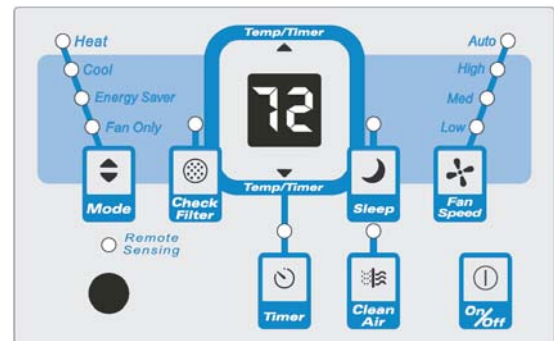 Heat
Temp/Timer
Auto
Cool
High
Energy Saver
72
Med
Fan Only
Low
Temp/Timer
Mode
Check
Filter
Sleep
Fan
Speed
Remote
Sensing
Timer
Clean
Air
On/Off